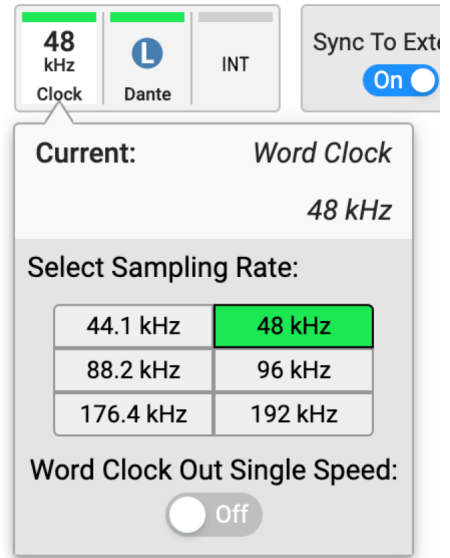 48
kHz
Clock
L
Dante
INT
Sync To
On
Current: Word Clock
48 kHz
Select Sampling Rate:
44.1 kHz 48 kHz
88.2 kHz 96 kHz
176.4 kHz 192 kHz
Word Clock Out Single Speed:
Off